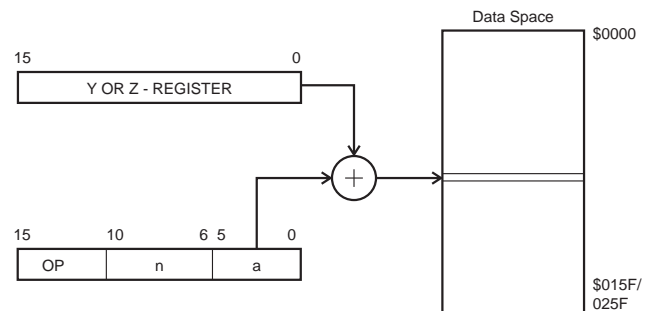 Data Space
$0000
15 0
Y OR Z - REGISTER
+
15 10 6 5 0
OP n a
$015F/
025F